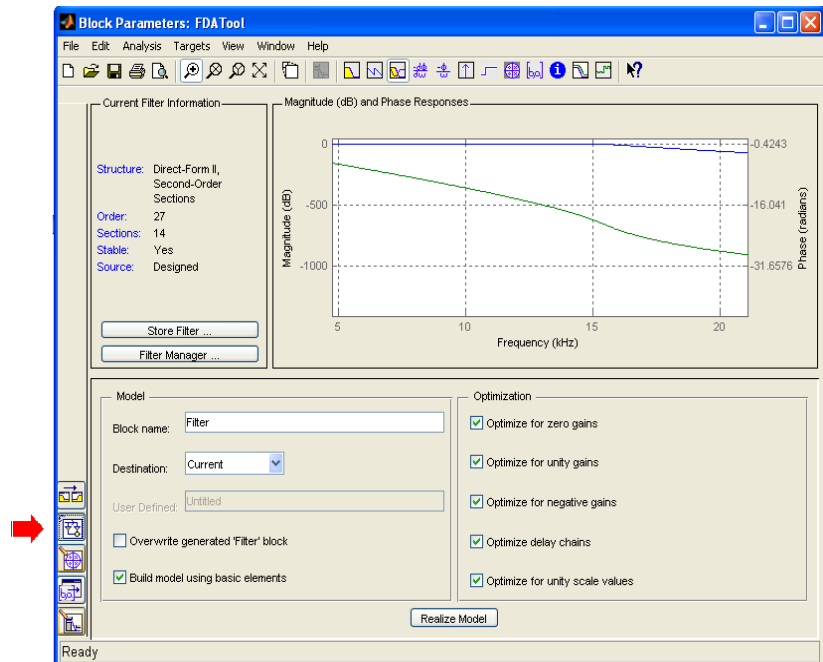 Block Parameters: FDATool
File Edit Analysis Targets View Window Help
Current Filter Information
Structure: Direct-Form II,
Second-Order
Sections
Order: 27
Sections: 14
Stable: Yes
Source: Designed
Store Filter ...
Filter Manager ...
Magnitude (dB) and Phase Responses
Magnitude (dB)
0
-500
-1000
5
10
15
20
Frequency (kHz)
-0.4243
-16.041
-31.6576
Phase (radians)
Model
Block name: Filter
Destination: Current
User Defined: Untitled
Overwrite generated 'Filter' block
Build model using basic elements
Optimization
Optimize for zero gains
Optimize for unity gains
Optimize for negative gains
Optimize delay chains
Optimize for unity scale values
Realize Model
Ready